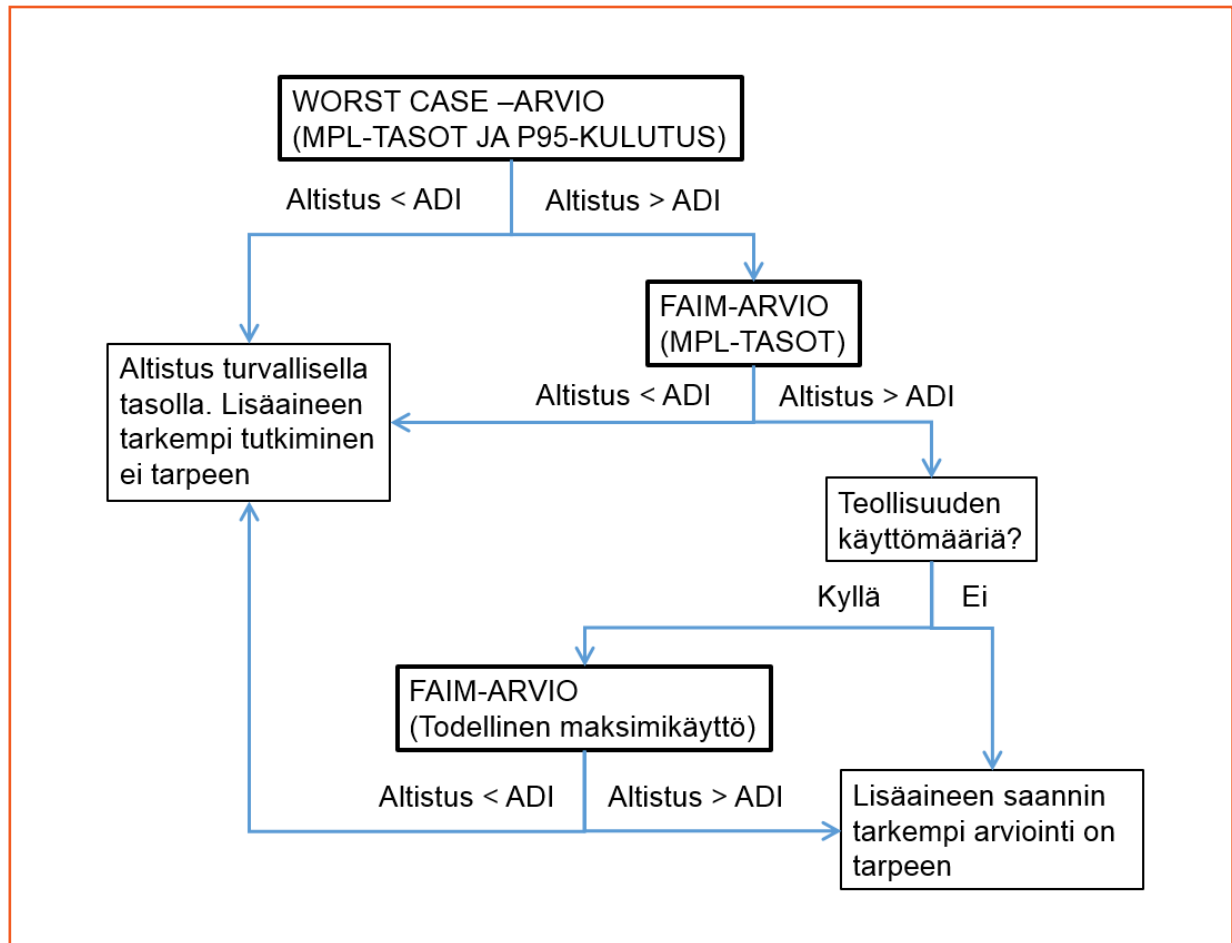 WORST CASE –ARVIO
(MPL-TASOT JA P95-KULUTUS)
Altistus < ADI
Altistus > ADI
FAIM-ARVIO
(MPL-TASOT)
Altistus turvallisella
tasolla. Lisäaineen
tarkempi tutkiminen
ei tarpeen
Altistus < ADI
Altistus > ADI
Teollisuuden
käyttömääriä?
Kyllä
Ei
FAIM-ARVIO
(Todellinen maksimikäyttö)
Altistus < ADI
Altistus > ADI
Lisäaineen saannin
tarkempi arviointi on
tarpeen